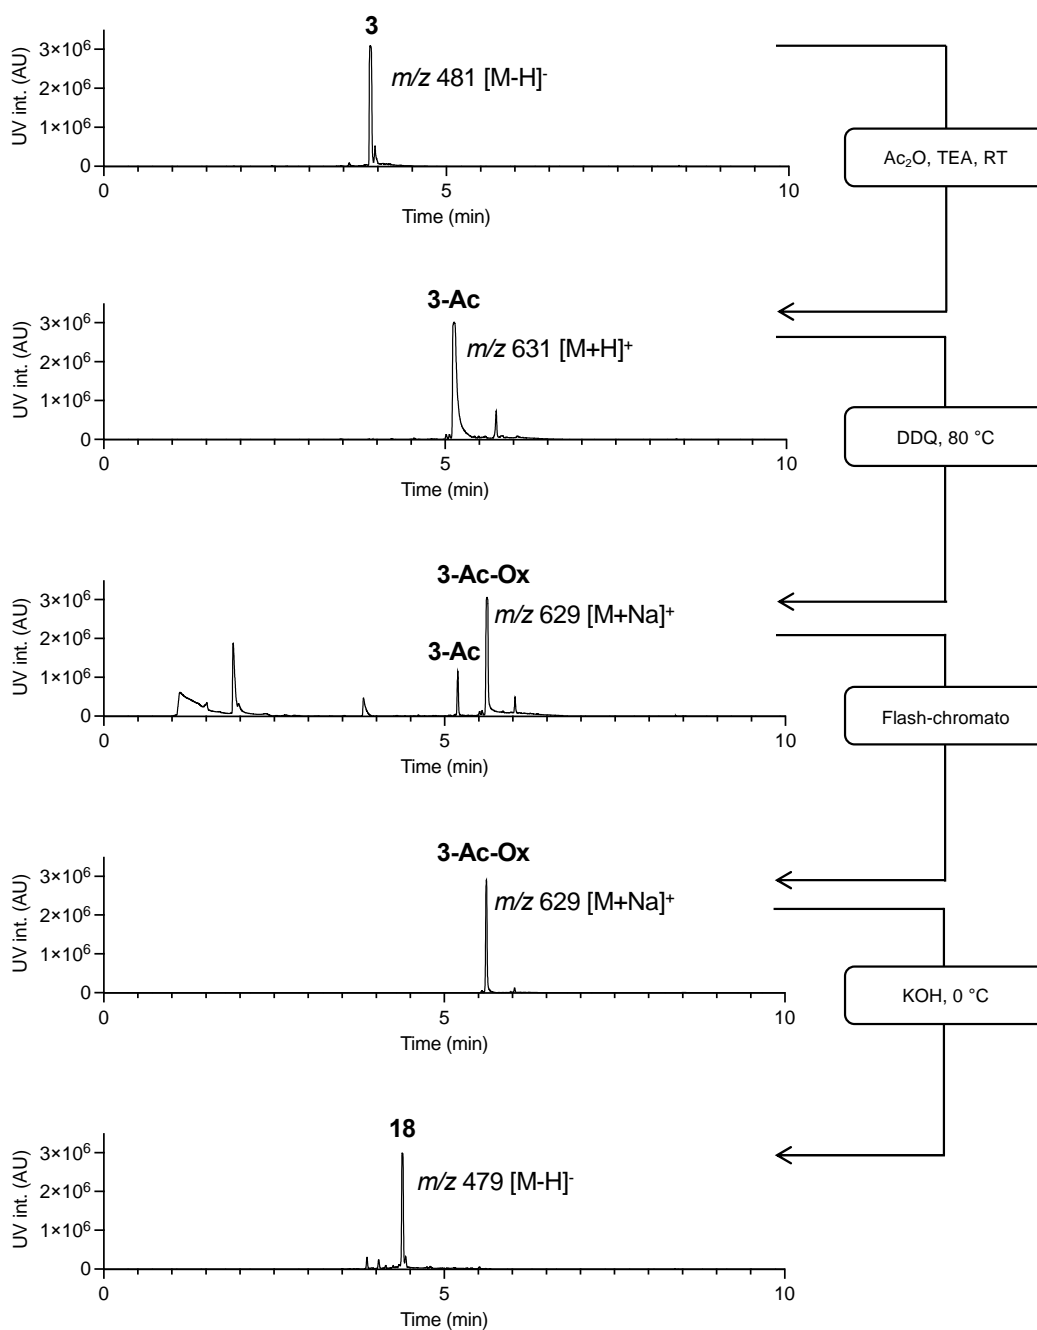 3
m/z 481 [M-H]-
UV int. (AU)
3×10⁶
2×10⁶
1×10⁶
0
0
5
10
Time (min)
Ac₂O, TEA, RT
3-Ac
m/z 631 [M+H]⁺
UV int. (AU)
3×10⁶
2×10⁶
1×10⁶
0
0
5
10
Time (min)
DDQ, 80 °C
3-Ac-Ox
m/z 629 [M+Na]⁺
3-Ac
UV int. (AU)
3×10⁶
2×10⁶
1×10⁶
0
0
5
10
Time (min)
Flash-chromato
3-Ac-Ox
m/z 629 [M+Na]⁺
UV int. (AU)
3×10⁶
2×10⁶
1×10⁶
0
0
5
10
Time (min)
KOH, 0 °C
18
m/z 479 [M-H]-
UV int. (AU)
3×10⁶
2×10⁶
1×10⁶
0
0
5
10
Time (min)